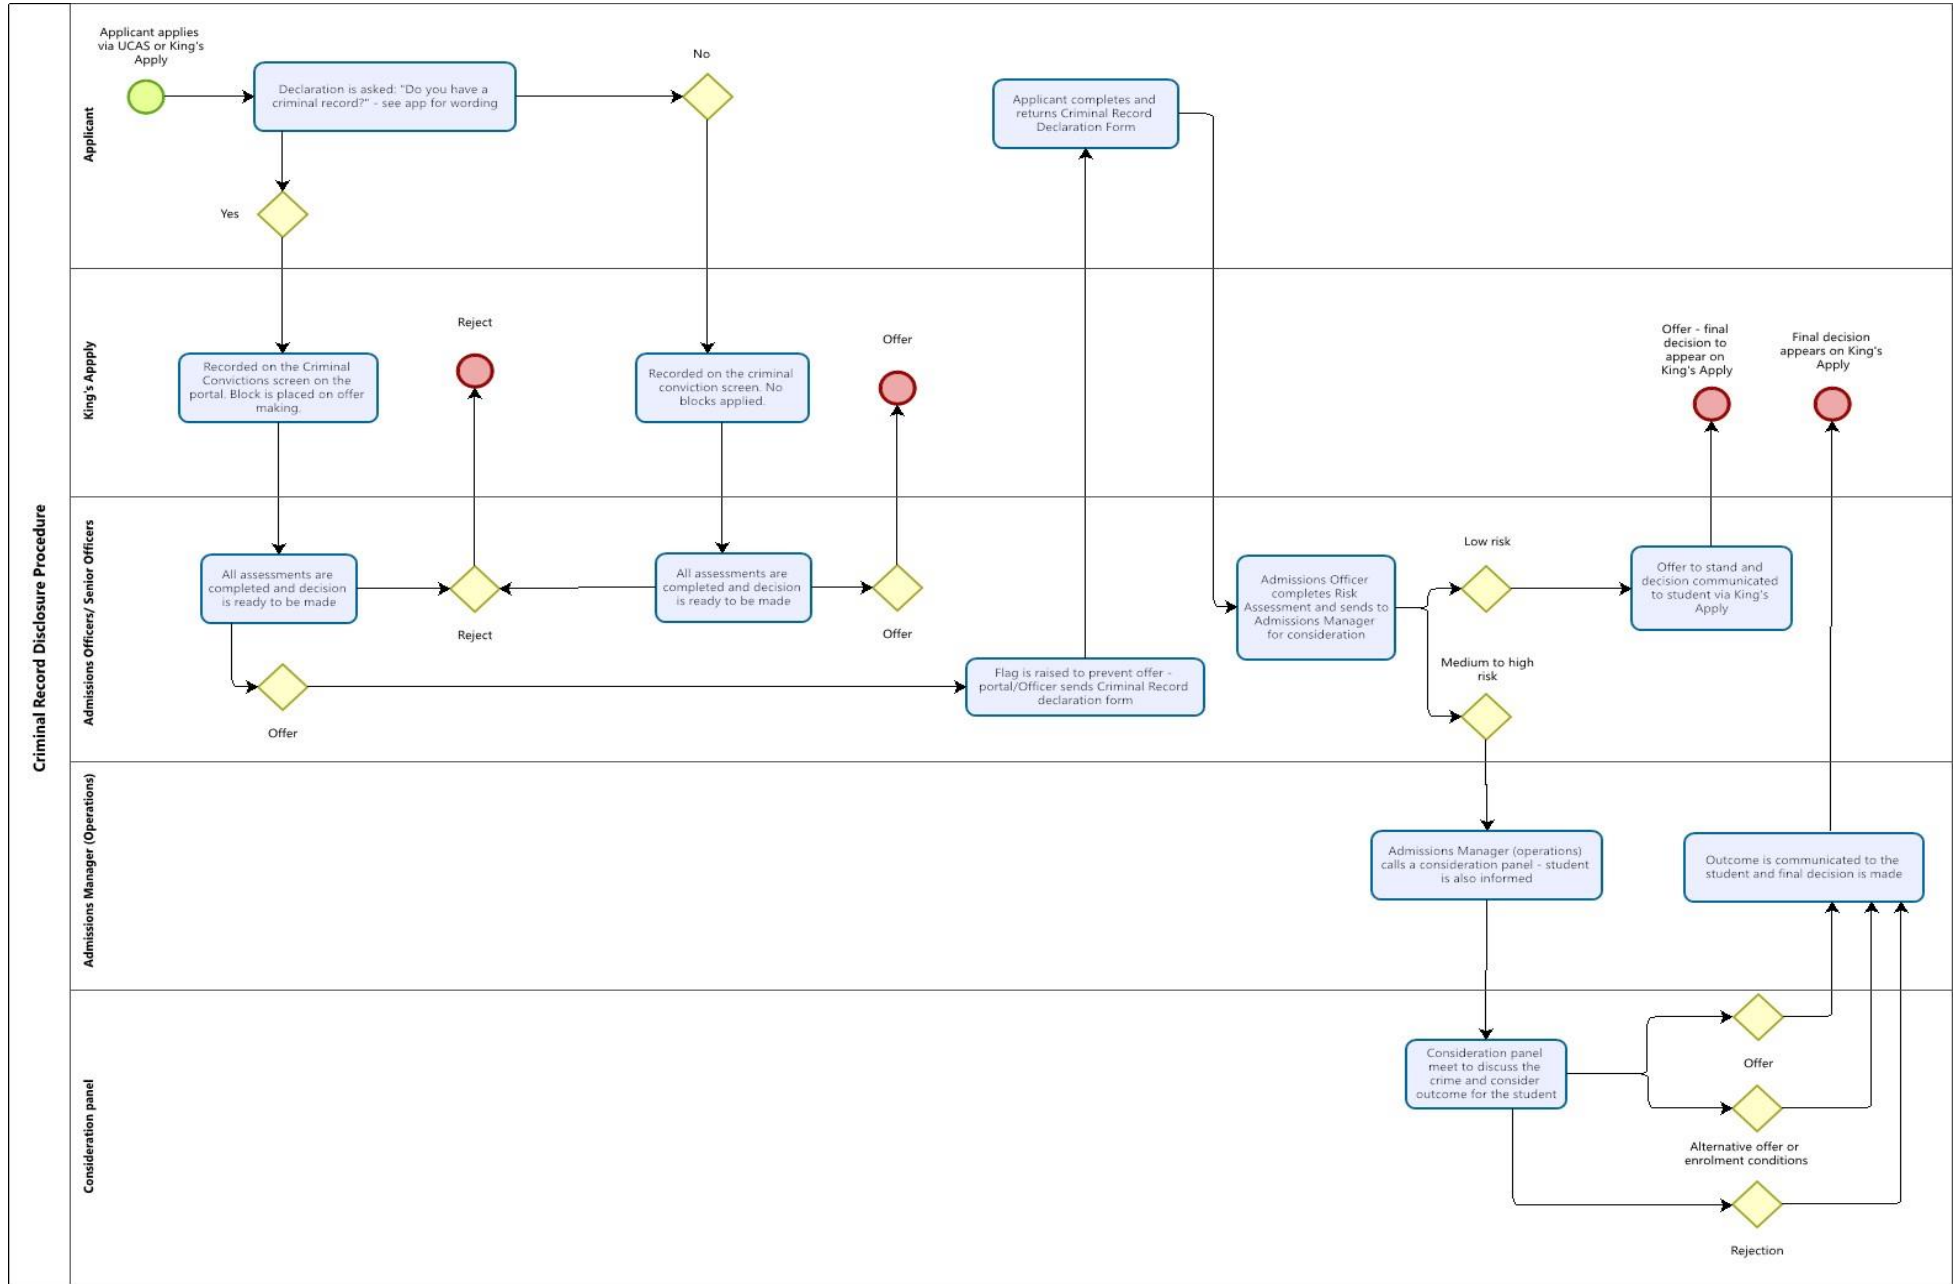 Criminal Record Disclosure Procedure
Applicant
Applicant applies
via UCAS or King's
Apply
Declaration is asked: "Do you have a
criminal record?" - see app for wording
No
Yes
Applicant completes and
returns Criminal Record
Declaration Form
King's Appply
Recorded on the Criminal
Convictions screen on the
portal. Block is placed on offer
making.
Reject
Recorded on the criminal
conviction screen. No
blocks applied.
Offer
Offer - final
decision to
appear on
King's Apply
Final decision
appears on King's
Apply
Admissions Officers/ Senior Officers
All assessments are
completed and decision
is ready to be made
Reject
All assessments are
completed and decision
is ready to be made
Offer
Offer
Flag is raised to prevent offer -
portal/Officer sends Criminal Record
declaration form
Admissions Officer
completes Risk
Assessment and sends to
Admissions Manager
for consideration
Low risk
Medium to high
risk
Offer to stand and
decision communicated
to student via King's
Apply
Admissions Manager (Operations)
Admissions Manager (operations)
calls a consideration panel - student
is also informed
Outcome is communicated to the
student and final decision is made
Consideration panel
Consideration panel
meet to discuss the
crime and consider
outcome for the student
Offer
Alternative offer or
enrolment conditions
Rejection